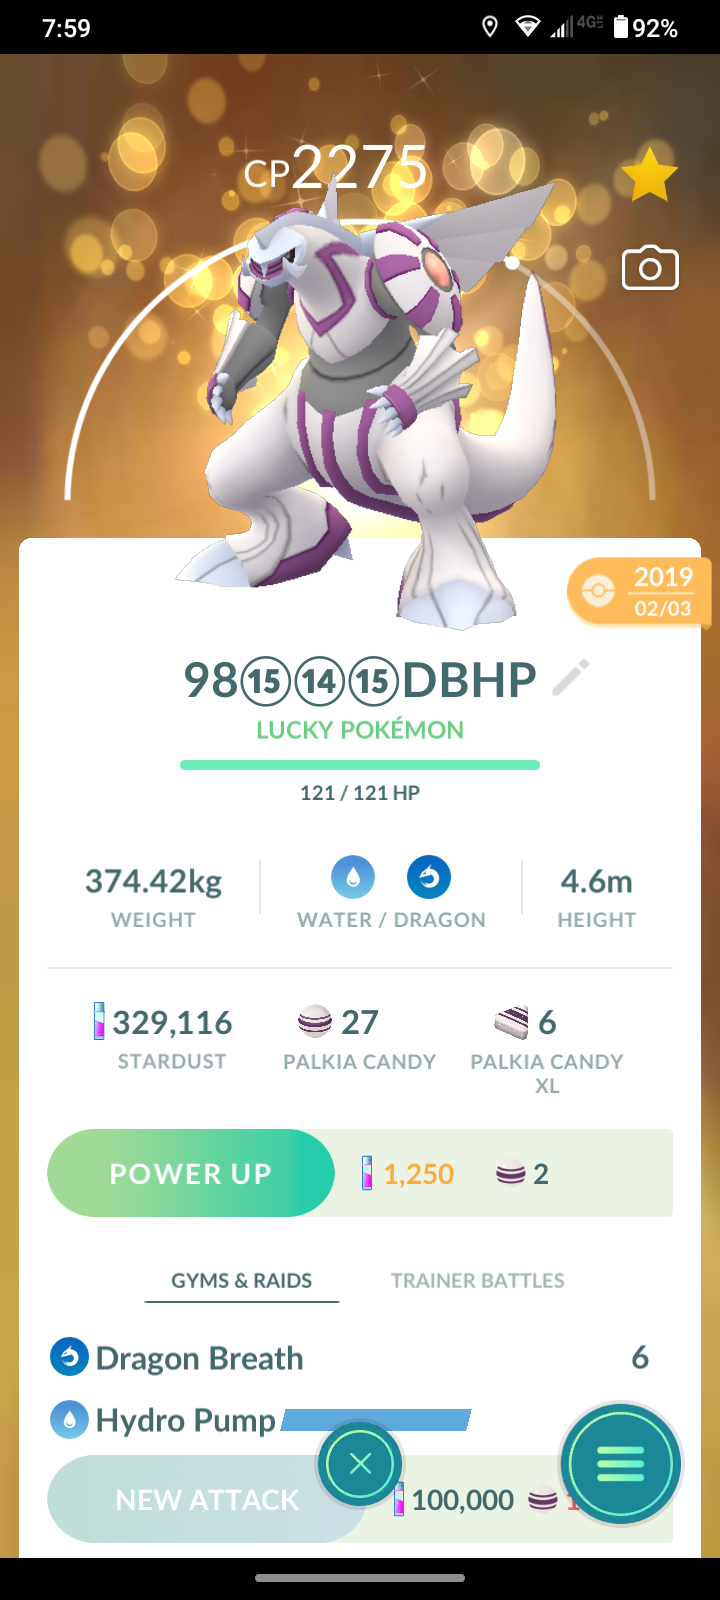 7:59 4GLTE 92%
CP2275
2019
02/03
98⑮⑭⑮DBHP
LUCKY POKÉMON
121 / 121 HP
374.42kg
WEIGHT
WATER / DRAGON
4.6m
HEIGHT
329,116
STARDUST
27
PALKIA CANDY
6
PALKIA CANDY
XL
POWER UP 1,250 2
GYMS & RAIDS TRAINER BATTLES
Dragon Breath 6
Hydro Pump
NEW ATTACK 100,000